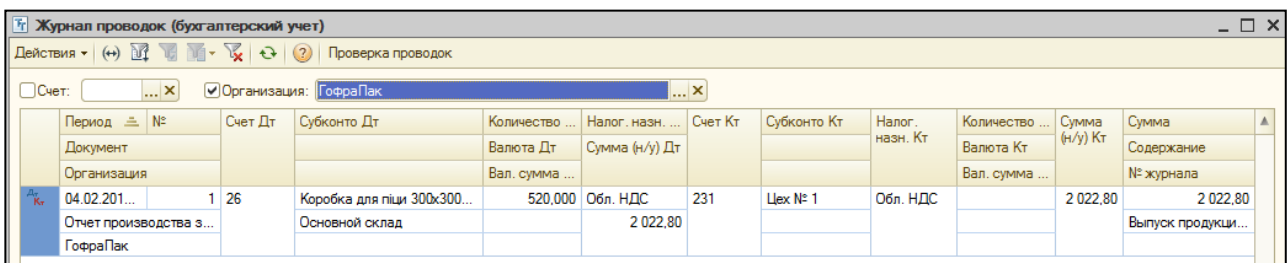 Журнал проводок (бухгалтерский учет)
Действия Проверка проводок
Счет: ... Организация: ГофраПак ...
Период № Счет Дт Субконто Дт Количество ... Налог. назн. ... Счет Кт Субконто Кт Налог. назн. Кт Количество ... Сумма (н/у) Кт Сумма
Документ Валюта Дт Сумма (н/у) Дт Валюта Кт Содержание
Организация Вал. сумма ... Вал. сумма ... № журнала
Дт Кт 04.02.201... 1 26 Коробка для піци 300х300... 520,000 Обл. НДС 231 Цех № 1 Обл. НДС 2 022,80 2 022,80
Отчет производства з... Основной склад 2 022,80 Выпуск продукци...
ГофраПак